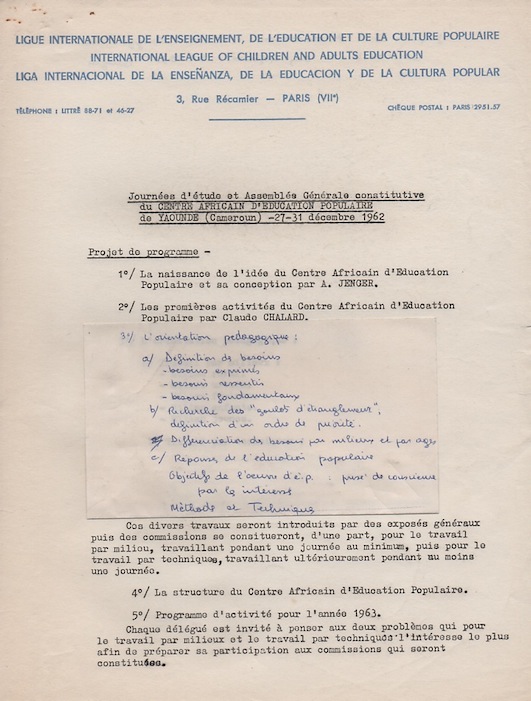 LIGUE INTERNATIONALE DE L'ENSEIGNEMENT, DE L'EDUCATION ET DE LA CULTURE POPULAIRE
INTERNATIONAL LEAGUE OF CHILDREN AND ADULTS EDUCATION
LIGA INTERNACIONAL DE LA ENSEÑANZA, DE LA EDUCACION Y DE LA CULTURA POPULAR
3, Rue Récamier — PARIS (VIIe)
TÉLÉPHONE : LITTRÉ 88-71 et 46-27
CHÈQUE POSTAL : PARIS 2951.57
Journées d'étude et Assemblée Générale constitutive
du CENTRE AFRICAIN D'EDUCATION POPULAIRE
de YAOUNDE (Cameroun) -27-31 décembre 1962
Projet de programme -
1°/ La naissance de l'idée du Centre Africain d'Education
Populaire et sa conception par A. JENGER.
2°/ Les premières activités du Centre Africain d'Education
Populaire par Claude CHALARD.
3°/ L'orientation pédagogique :
a/ Définition des besoins
- besoins exprimés
- besoins ressentis
- besoins fondamentaux
b/ Recherche des "goulots d'étranglement",
définition d'un ordre de priorité.
Différenciation des besoins par milieux et par ages
c/ Réponses de l'éducation populaire
Objectifs de l'oeuvre d'é.p. : prise de conscience
par les intéressés
Méthode et Technique
Ces divers travaux seront introduits par des exposés généraux
puis des commissions se consitueront, d'une part, pour le travail
par milieu, travaillant pendant une journée au minimum, puis pour le
travail par techniques, travaillant ultérieurement pendant au moins
une journée.
4°/ La structure du Centre Africain d'Education Populaire.
5°/ Programme d'activité pour l'année 1963.
Chaque délégué est invité à penser aux deux problèmes qui pour
le travail par milieux et le travail par techniques l'intéresse le plus
afin de préparer sa participation aux commissions qui seront
constituées.